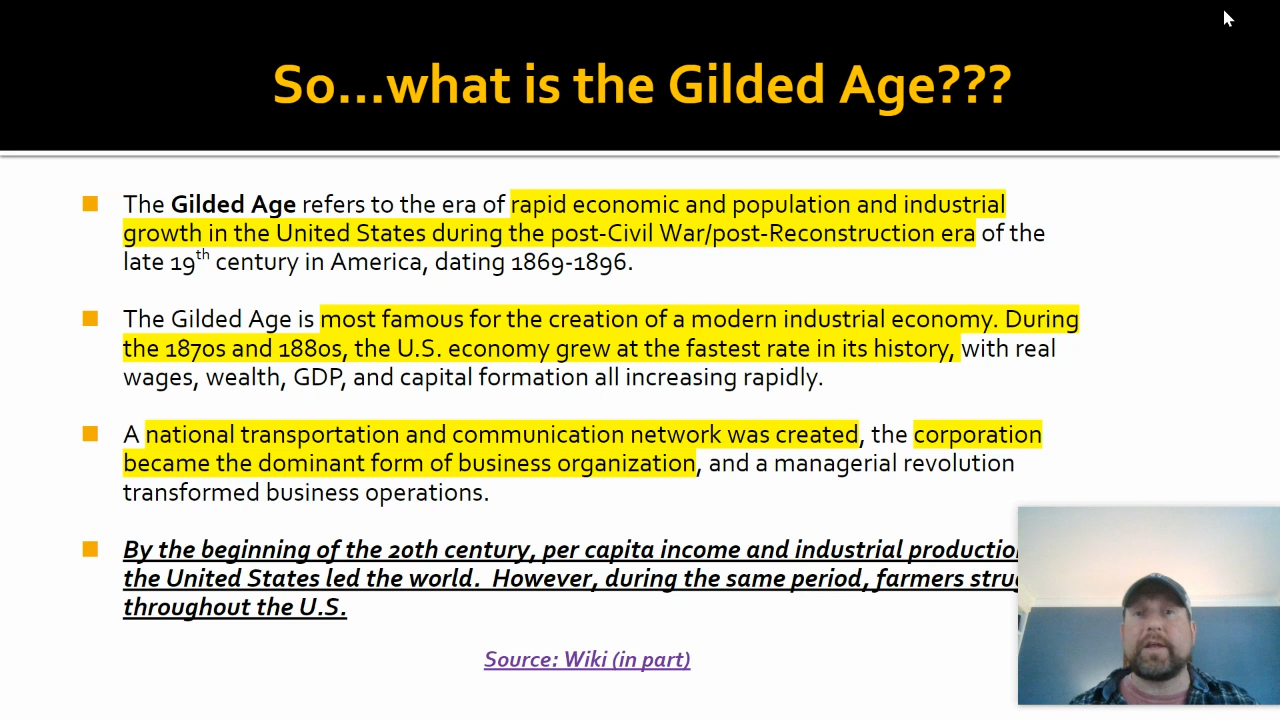 So...what is the Gilded Age???
The Gilded Age refers to the era of rapid economic and population and industrial
growth in the United States during the post-Civil War/post-Reconstruction era of the
late 19th century in America, dating 1869-1896.
The Gilded Age is most famous for the creation of a modern industrial economy. During
the 1870s and 1880s, the U.S. economy grew at the fastest rate in its history, with real
wages, wealth, GDP, and capital formation all increasing rapidly.
A national transportation and communication network was created, the corporation
became the dominant form of business organization, and a managerial revolution
transformed business operations.
By the beginning of the 20th century, per capita income and industrial
the United States led the world. However, during the same period, farmers
throughout the U.S.
Source: Wiki (in part)